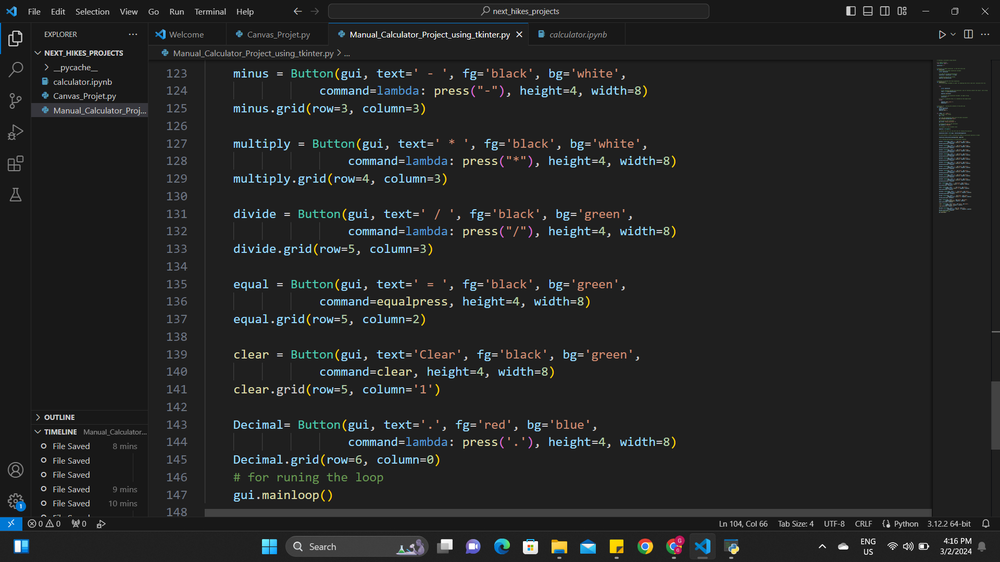 File Edit Selection View Go Run Terminal Help
next_hikes_projects
EXPLORER
Welcome
Canvas_Projet.py
Manual_Calculator_Project_using_tkinter.py
calculator.ipynb
NEXT_HIKES_PROJECTS
__pycache__
calculator.ipynb
Canvas_Projet.py
Manual_Calculator_Proj...
Manual_Calculator_Project_using_tkinter.py > ...
123 minus = Button(gui, text=' - ', fg='black', bg='white',
124 command=lambda: press("-"), height=4, width=8)
125 minus.grid(row=3, column=3)
126
127 multiply = Button(gui, text=' * ', fg='black', bg='white',
128 command=lambda: press("*"), height=4, width=8)
129 multiply.grid(row=4, column=3)
130
131 divide = Button(gui, text=' / ', fg='black', bg='green',
132 command=lambda: press("/"), height=4, width=8)
133 divide.grid(row=5, column=3)
134
135 equal = Button(gui, text=' = ', fg='black', bg='green',
136 command=equalpress, height=4, width=8)
137 equal.grid(row=5, column=2)
138
139 clear = Button(gui, text='Clear', fg='black', bg='green',
140 command=clear, height=4, width=8)
141 clear.grid(row=5, column='1')
142
143 Decimal= Button(gui, text='.', fg='red', bg='blue',
144 command=lambda: press('.'), height=4, width=8)
145 Decimal.grid(row=6, column=0)
146 # for runing the loop
147 gui.mainloop()
148
OUTLINE
TIMELINE Manual_Calculator...
File Saved 8 mins
File Saved
File Saved
File Saved 9 mins
File Saved 10 mins
1
0 0 0
Ln 104, Col 66 Tab Size: 4 UTF-8 CRLF Python 3.12.2 64-bit
Search
ENG
US
4:16 PM
3/2/2024